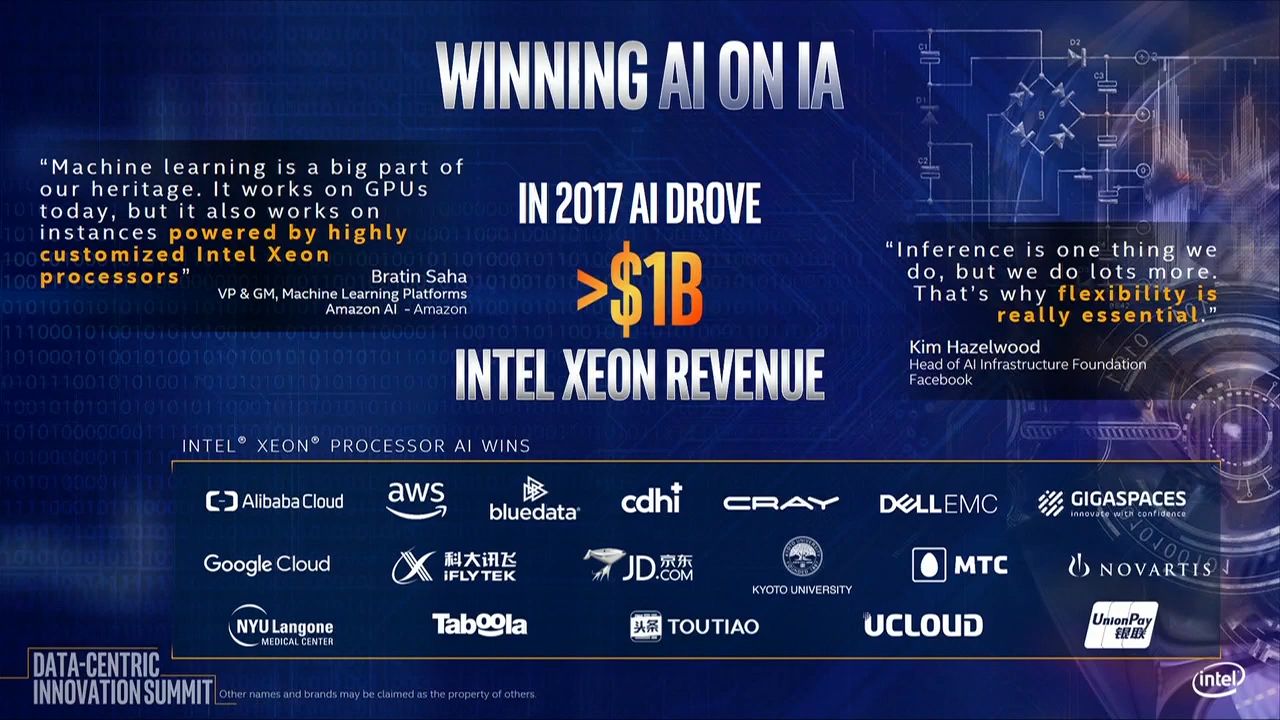 WINNING AI ON IA
“Machine learning is a big part of
our heritage. It works on GPUs
today, but it also works on
instances powered by highly
customized Intel Xeon
processors”
Bratin Saha
VP & GM, Machine Learning Platforms
Amazon AI - Amazon
IN 2017 AI DROVE
>$1B
INTEL XEON REVENUE
“Inference is one thing we
do, but we do lots more.
That’s why flexibility is
really essential.”
Kim Hazelwood
Head of AI Infrastructure Foundation
Facebook
INTEL® XEON® PROCESSOR AI WINS
Alibaba Cloud
aws
bluedata
cdhi
CRAY
DELLEMC
GIGASPACES
innovate with confidence
Google Cloud
科大讯飞
iFLYTEK
JD.COM 京东
KYOTO UNIVERSITY
MTC
NOVARTIS
NYU Langone
MEDICAL CENTER
Taboola
头条 TOUTIAO
UCLOUD
UnionPay
银联
DATA-CENTRIC
INNOVATION SUMMIT
Other names and brands may be claimed as the property of others.
intel